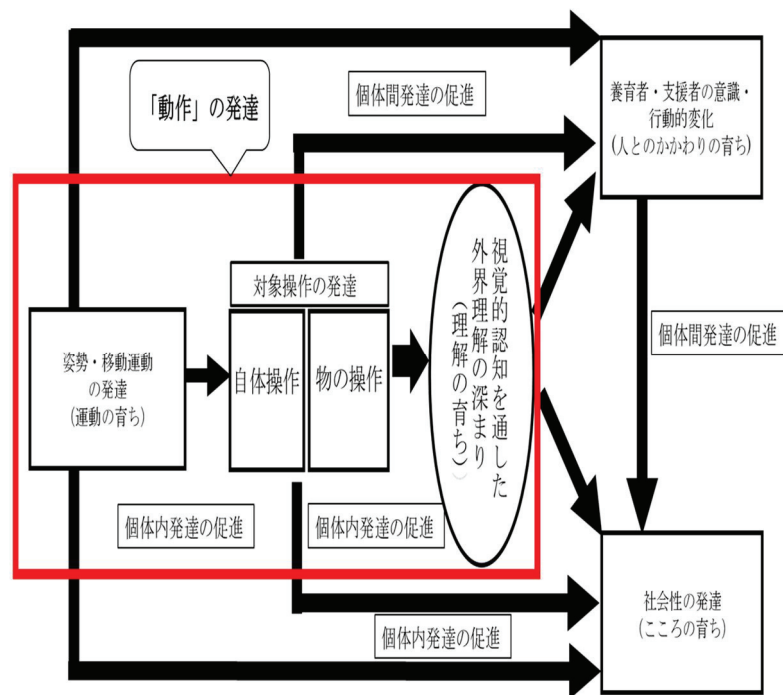 「動作」の発達
個体間発達の促進
養育者・支援者の意識・
行動的変化
(人とのかかわりの育ち)
対象操作の発達
姿勢・移動運動
の発達
(運動の育ち)
自体操作
物の操作
視覚的認知を通した
外界理解の深まり
(理解の育ち)
個体間発達の促進
個体内発達の促進
個体内発達の促進
社会性の発達
(こころの育ち)
個体内発達の促進